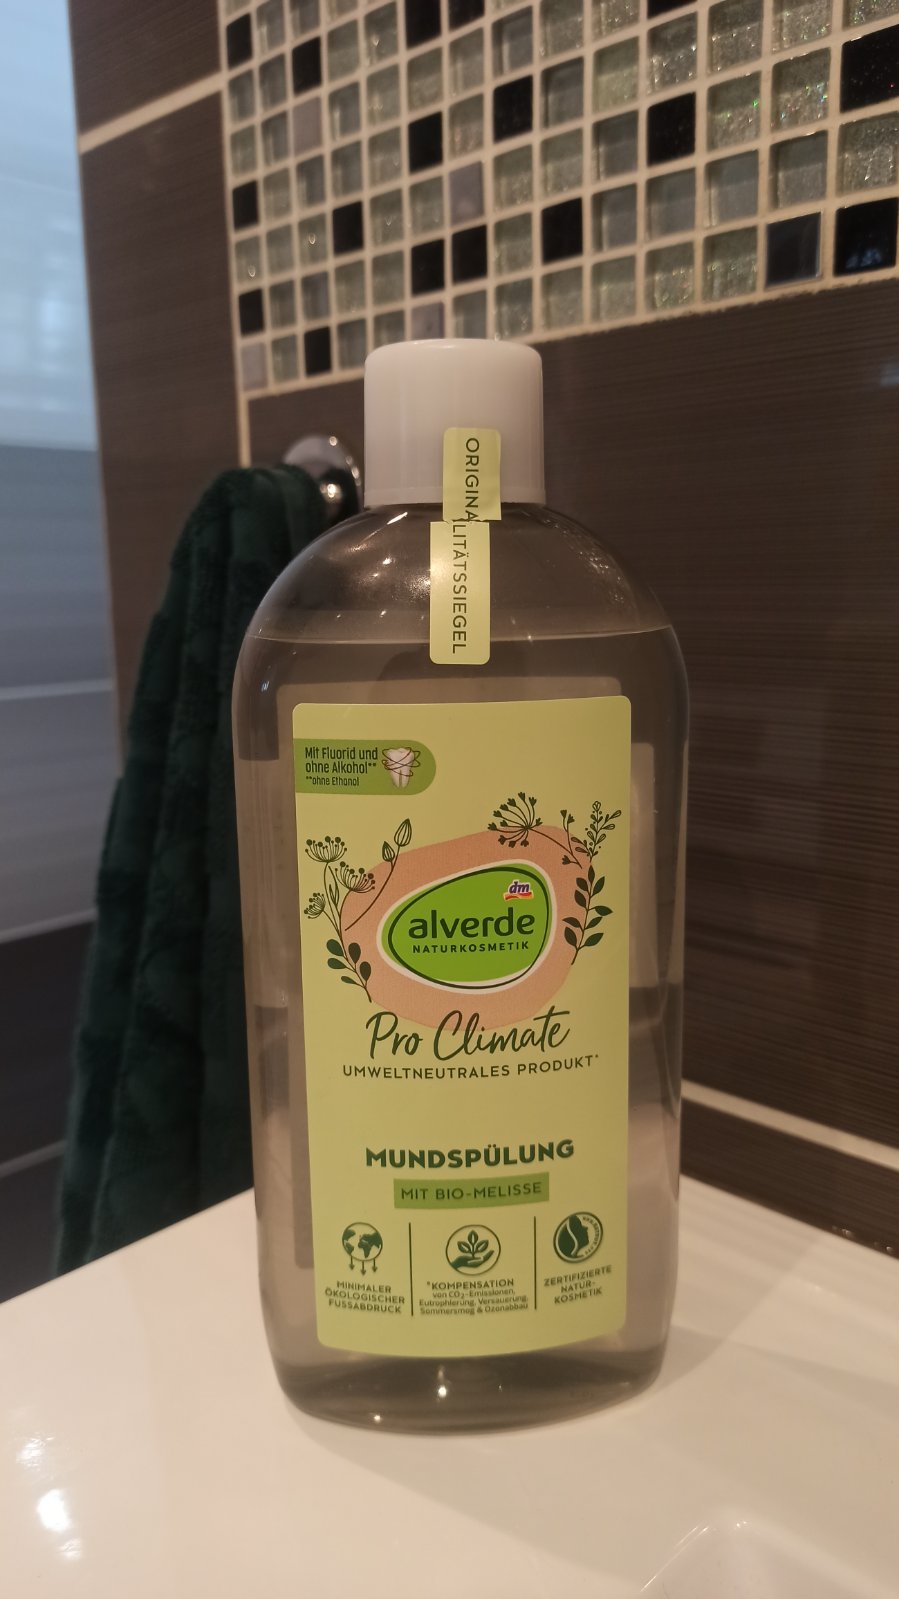 ORIGINALITÄTSSIEGEL
Mit Fluorid und
ohne Alkohol**
**ohne Ethanol
dm
alverde
NATURKOSMETIK
Pro Climate
UMWELTNEUTRALES PRODUKT*
MUNDSPÜLUNG
MIT BIO-MELISSE
MINIMALER
ÖKOLOGISCHER
FUSSABDRUCK
*KOMPENSATION
von CO₂-Emissionen,
Eutrophierung, Versauerung,
Sommersmog & Ozonabbau
ZERTIFIZIERTE
NATUR-
KOSMETIK